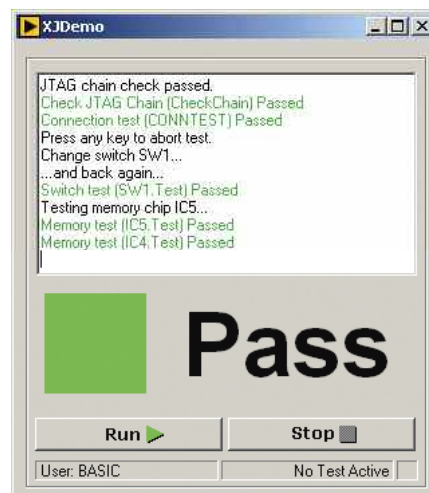 XJDemo
JTAG chain check passed.
Check JTAG Chain (CheckChain) Passed
Connection test (CONNTEST) Passed
Press any key to abort test.
Change switch SW1...
...and back again...
Switch test (SW1.Test) Passed
Testing memory chip IC5...
Memory test (IC5.Test) Passed
Memory test (IC4.Test) Passed
Pass
Run Stop
User: BASIC No Test Active